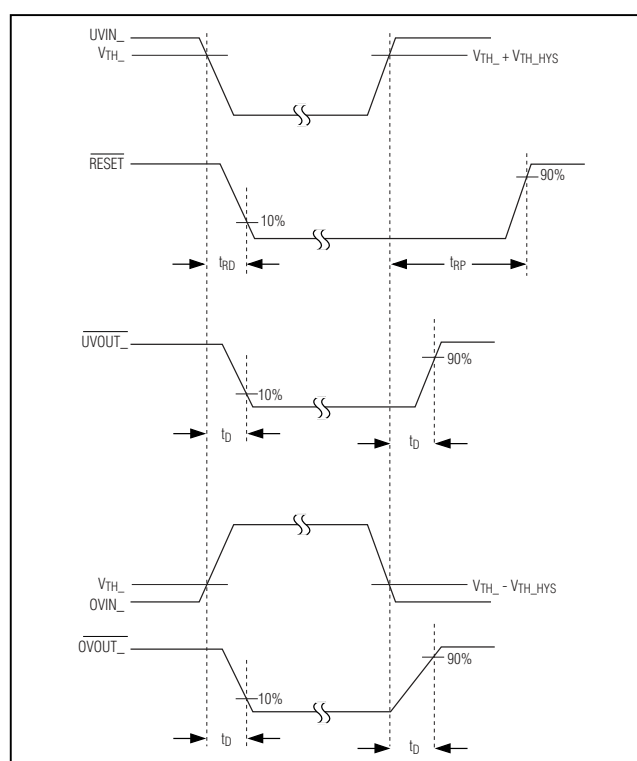 UVIN_
VTH_
VTH_ + VTH_HYS
RESET
90%
10%
tRD
tRP
UVOUT_
90%
10%
tD
tD
VTH_
VTH_ - VTH_HYS
OVIN_
OVOUT_
90%
10%
tD
tD